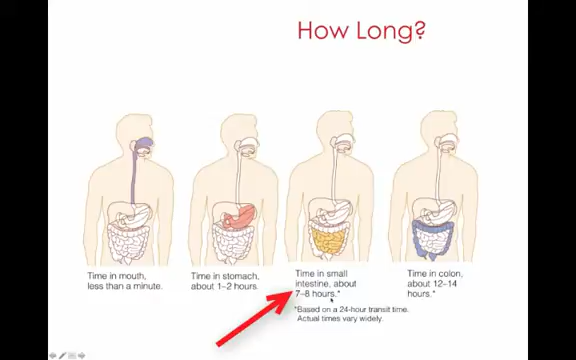 How Long?
Time in mouth,
less than a minute.
Time in stomach,
about 1–2 hours.
Time in small
intestine, about
7–8 hours.*
*Based on a 24-hour transit time.
Actual times vary widely.
Time in colon,
about 12–14
hours.*